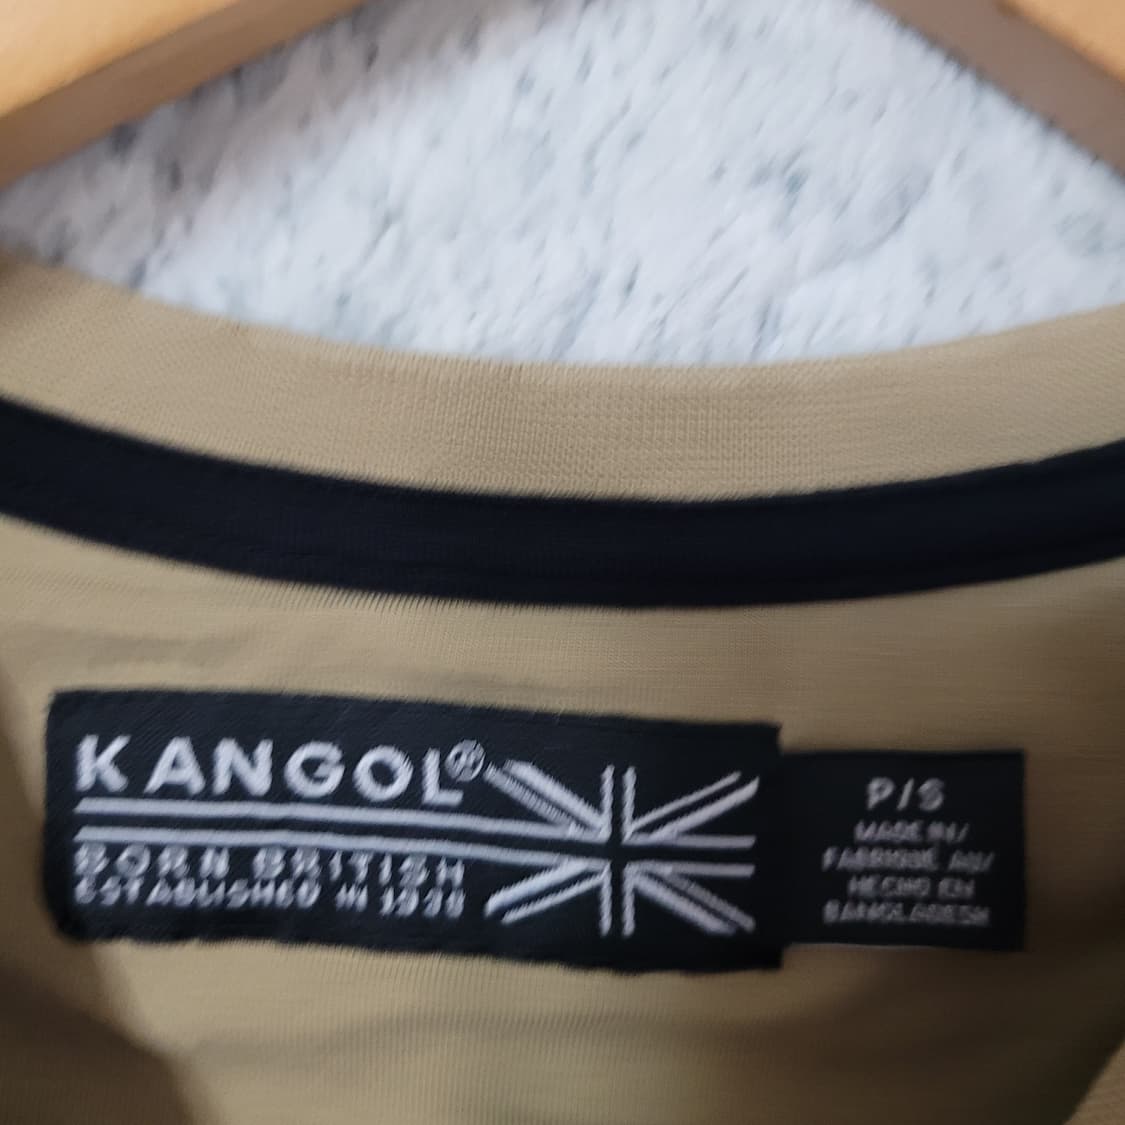 KANGOL®
BORN BRITISH
ESTABLISHED IN 1938
P/S
MADE IN/
FABRIQUÉ AU/
HECHO EN
BANGLADESH